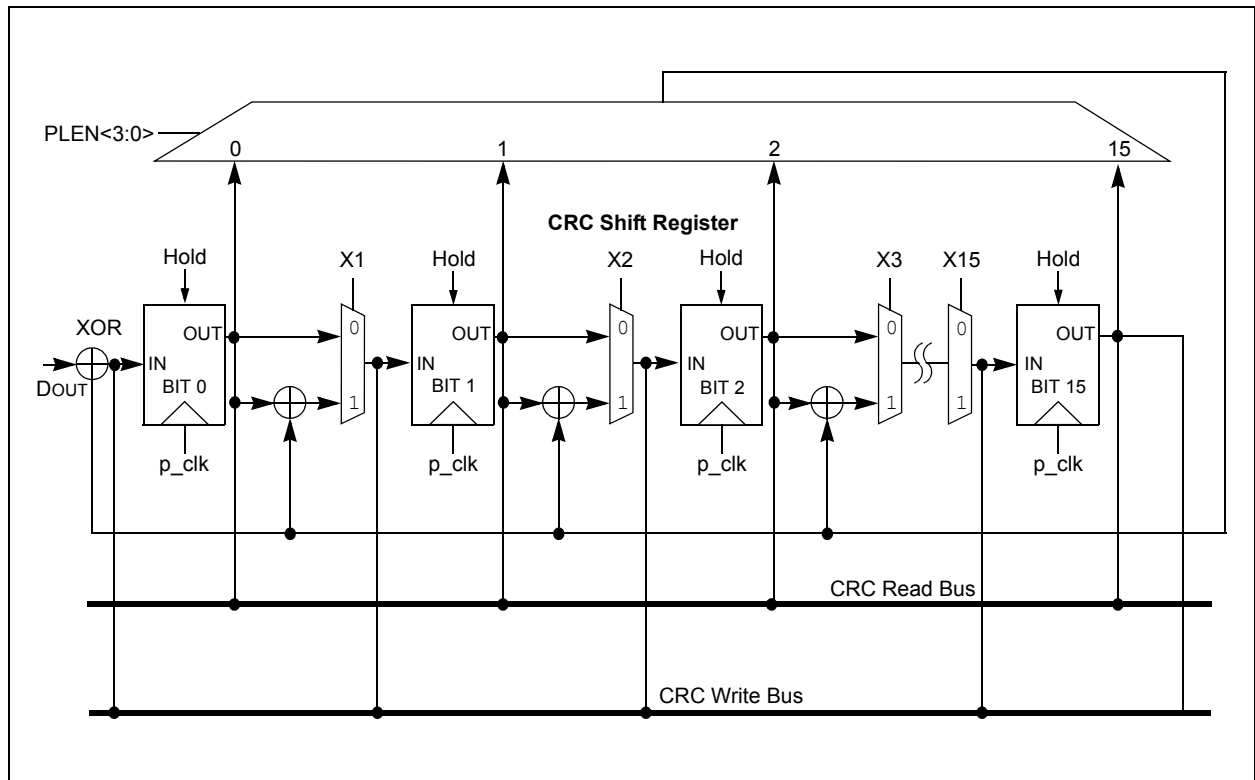 PLEN<3:0>
0 1 2 15
CRC Shift Register
Hold X1 Hold X2 Hold X3 X15 Hold
XOR
OUT 0 OUT 0 OUT 0 0 OUT
IN IN IN IN
DOUT
BIT 0 1 BIT 1 1 BIT 2 1 1 BIT 15
p_clk p_clk p_clk p_clk
CRC Read Bus
CRC Write Bus